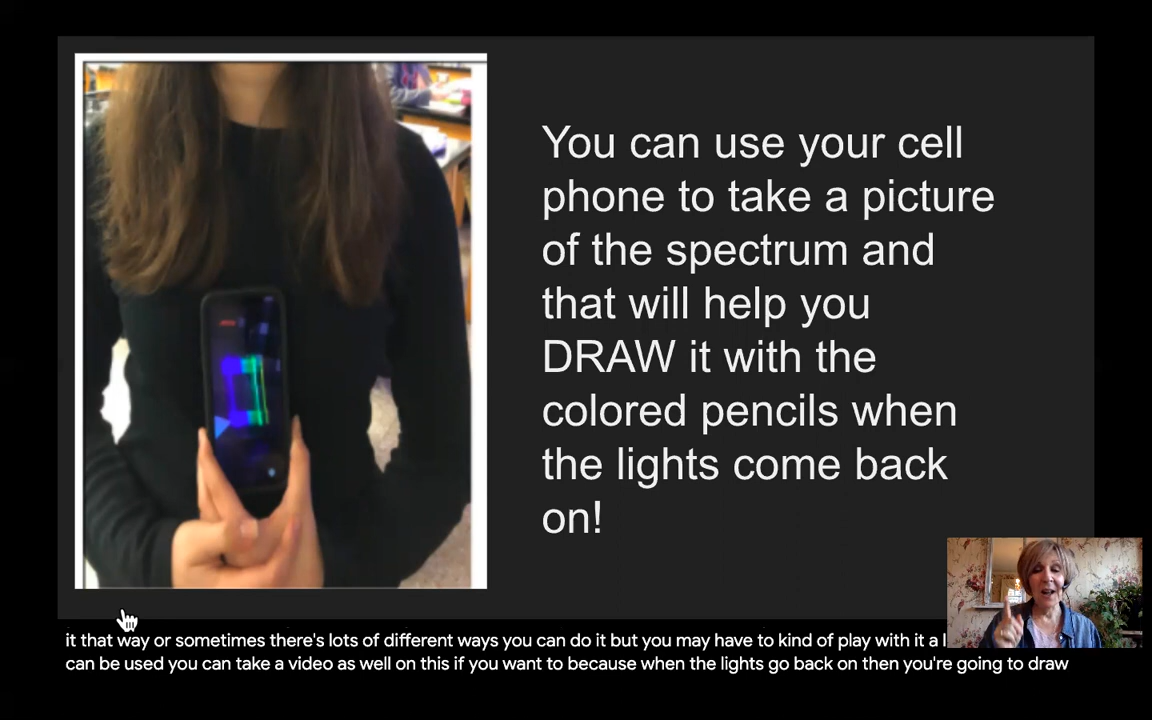 You can use your cell
phone to take a picture
of the spectrum and
that will help you
DRAW it with the
colored pencils when
the lights come back
on!
it that way or sometimes there's lots of different ways you can do it but you may have to kind of play with it a
can be used you can take a video as well on this if you want to because when the lights go back on then you're going to draw